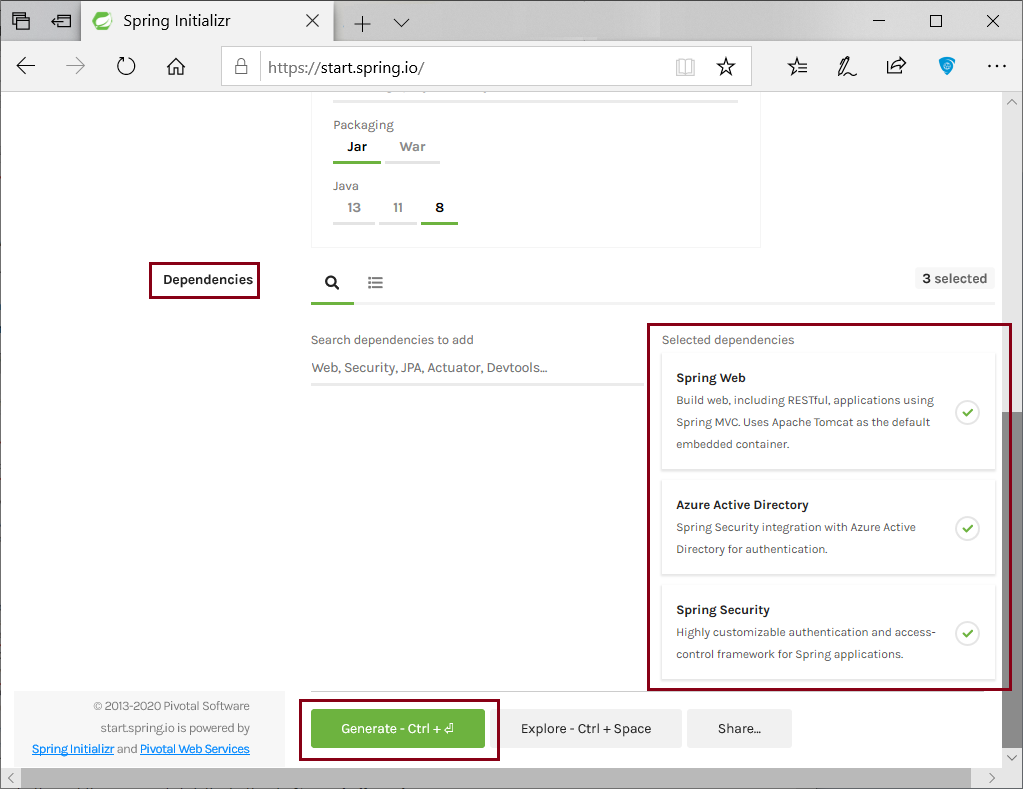 Spring Initializr
https://start.spring.io/
Packaging
Jar War
Java
13 11 8
Dependencies
3 selected
Search dependencies to add
Web, Security, JPA, Actuator, Devtools...
Selected dependencies
Spring Web
Build web, including RESTful, applications using
Spring MVC. Uses Apache Tomcat as the default
embedded container.
Azure Active Directory
Spring Security integration with Azure Active
Directory for authentication.
Spring Security
Highly customizable authentication and access-
control framework for Spring applications.
© 2013-2020 Pivotal Software
start.spring.io is powered by
Spring Initializr and Pivotal Web Services
Generate - Ctrl + ⏎
Explore - Ctrl + Space
Share...